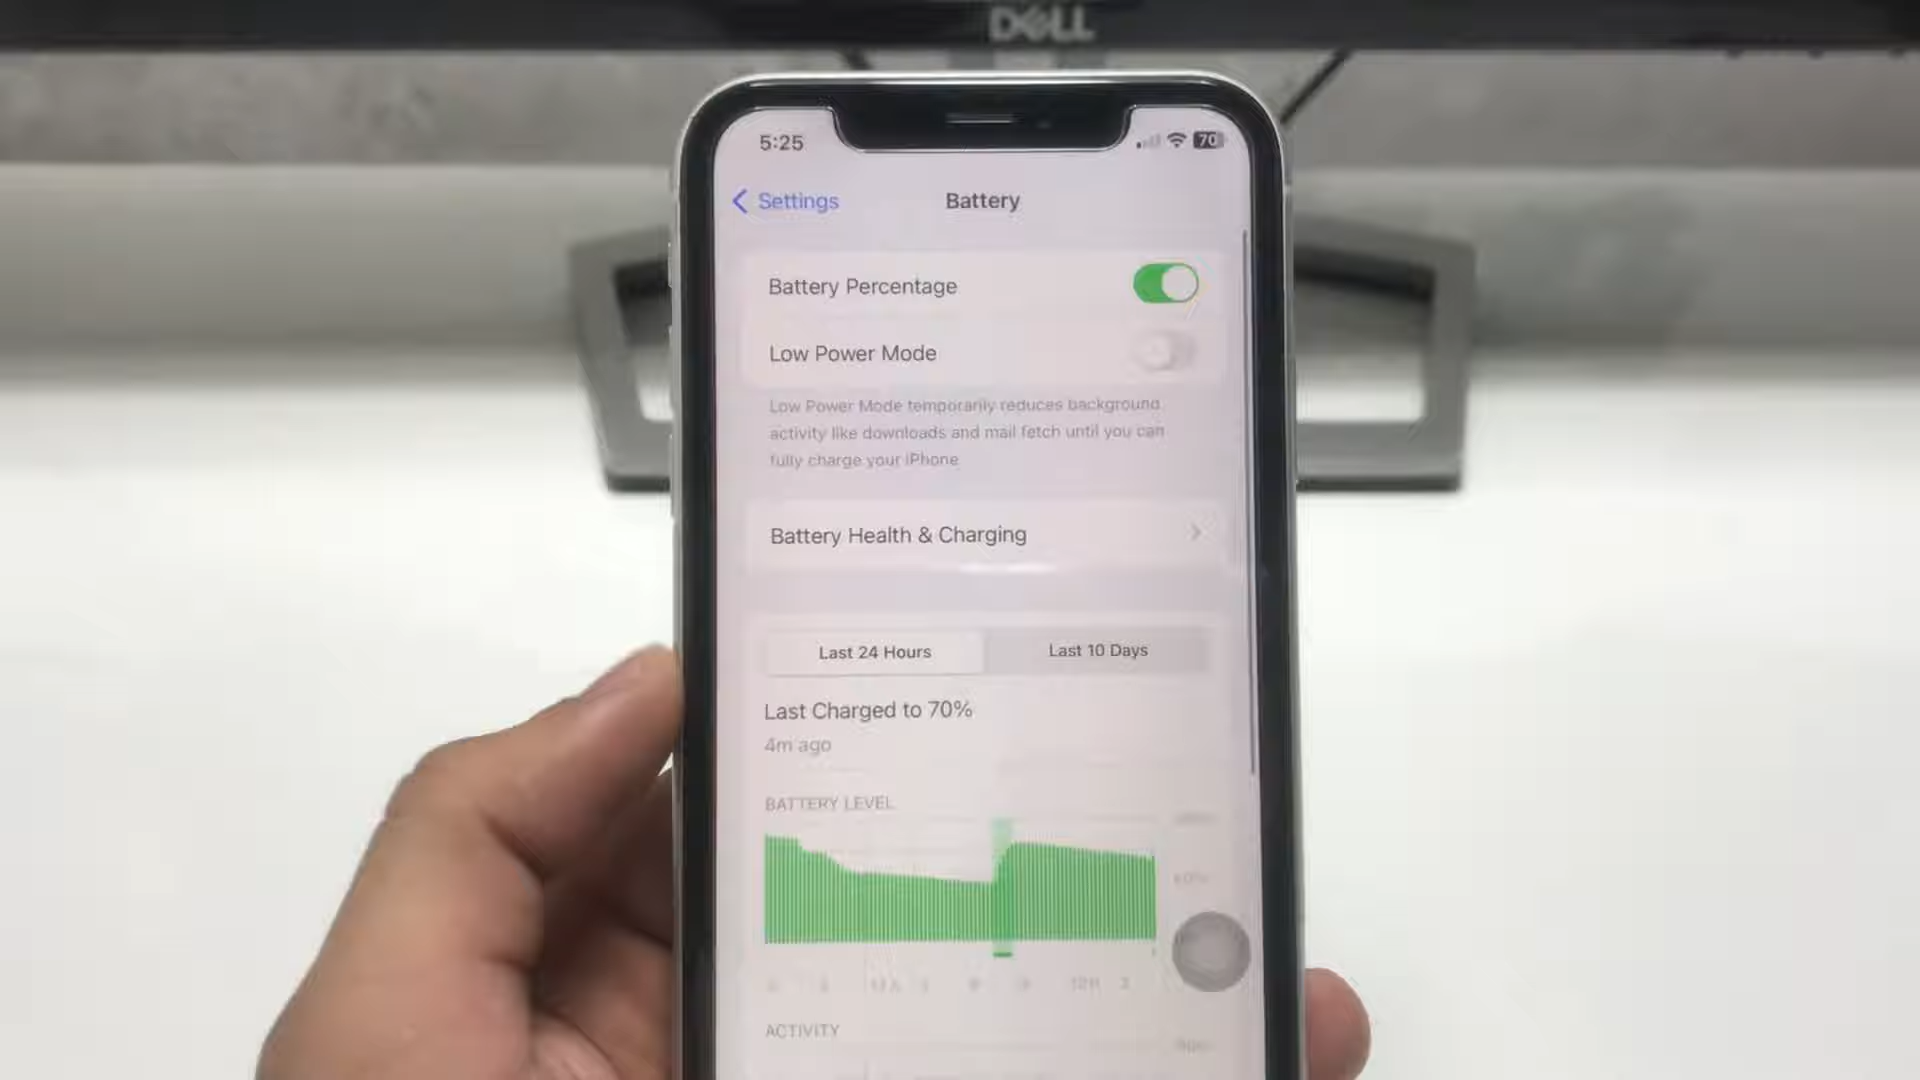 DELL
5:25
70
Settings
Battery
Battery Percentage
Low Power Mode
Low Power Mode temporarily reduces background
activity like downloads and mail fetch until you can
fully charge your iPhone
Battery Health & Charging
Last 24 Hours
Last 10 Days
Last Charged to 70%
4m ago
BATTERY LEVEL
ACTIVITY